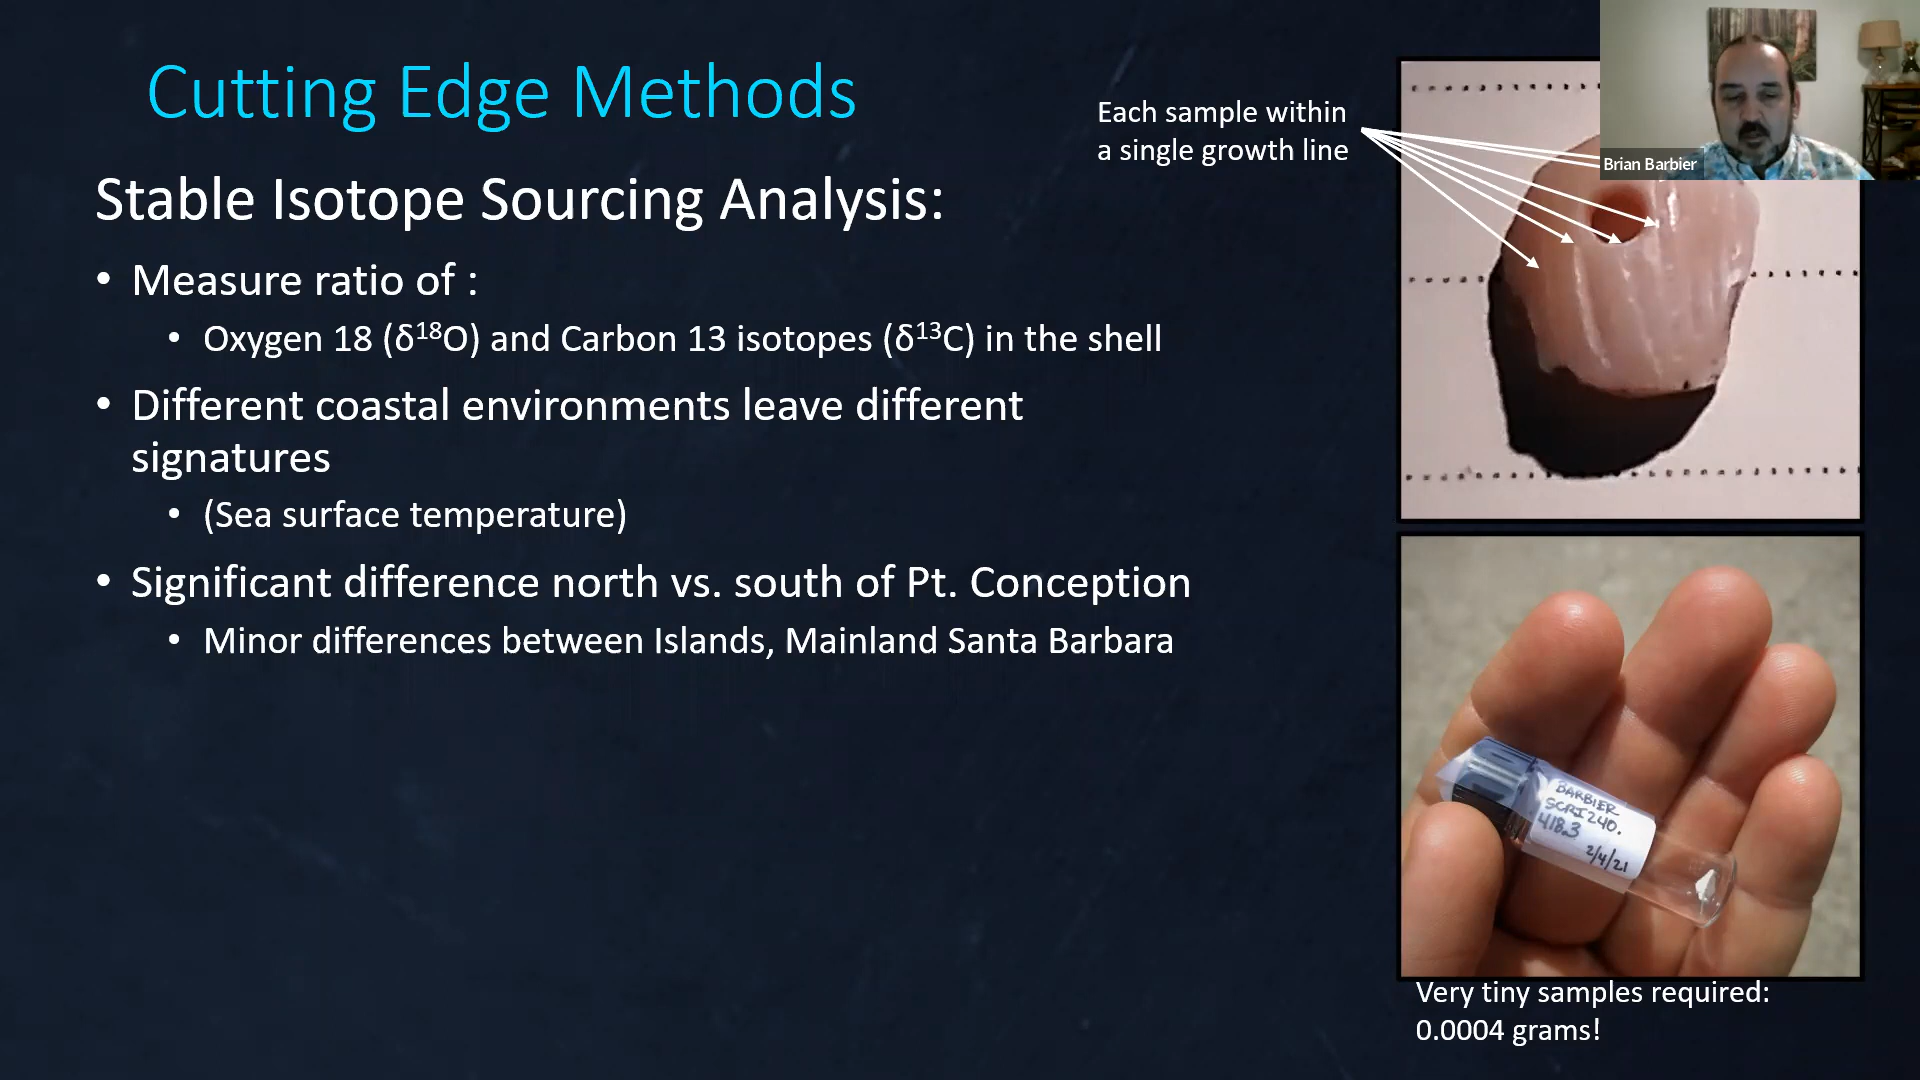 Cutting Edge Methods
Stable Isotope Sourcing Analysis:
• Measure ratio of :
• Oxygen 18 (δ¹⁸O) and Carbon 13 isotopes (δ¹³C) in the shell
• Different coastal environments leave different
signatures
• (Sea surface temperature)
• Significant difference north vs. south of Pt. Conception
• Minor differences between Islands, Mainland Santa Barbara
Each sample within
a single growth line
Brian Barbier
BARBIER
SCRI240.
418.3
2/4/21
Very tiny samples required:
0.0004 grams!